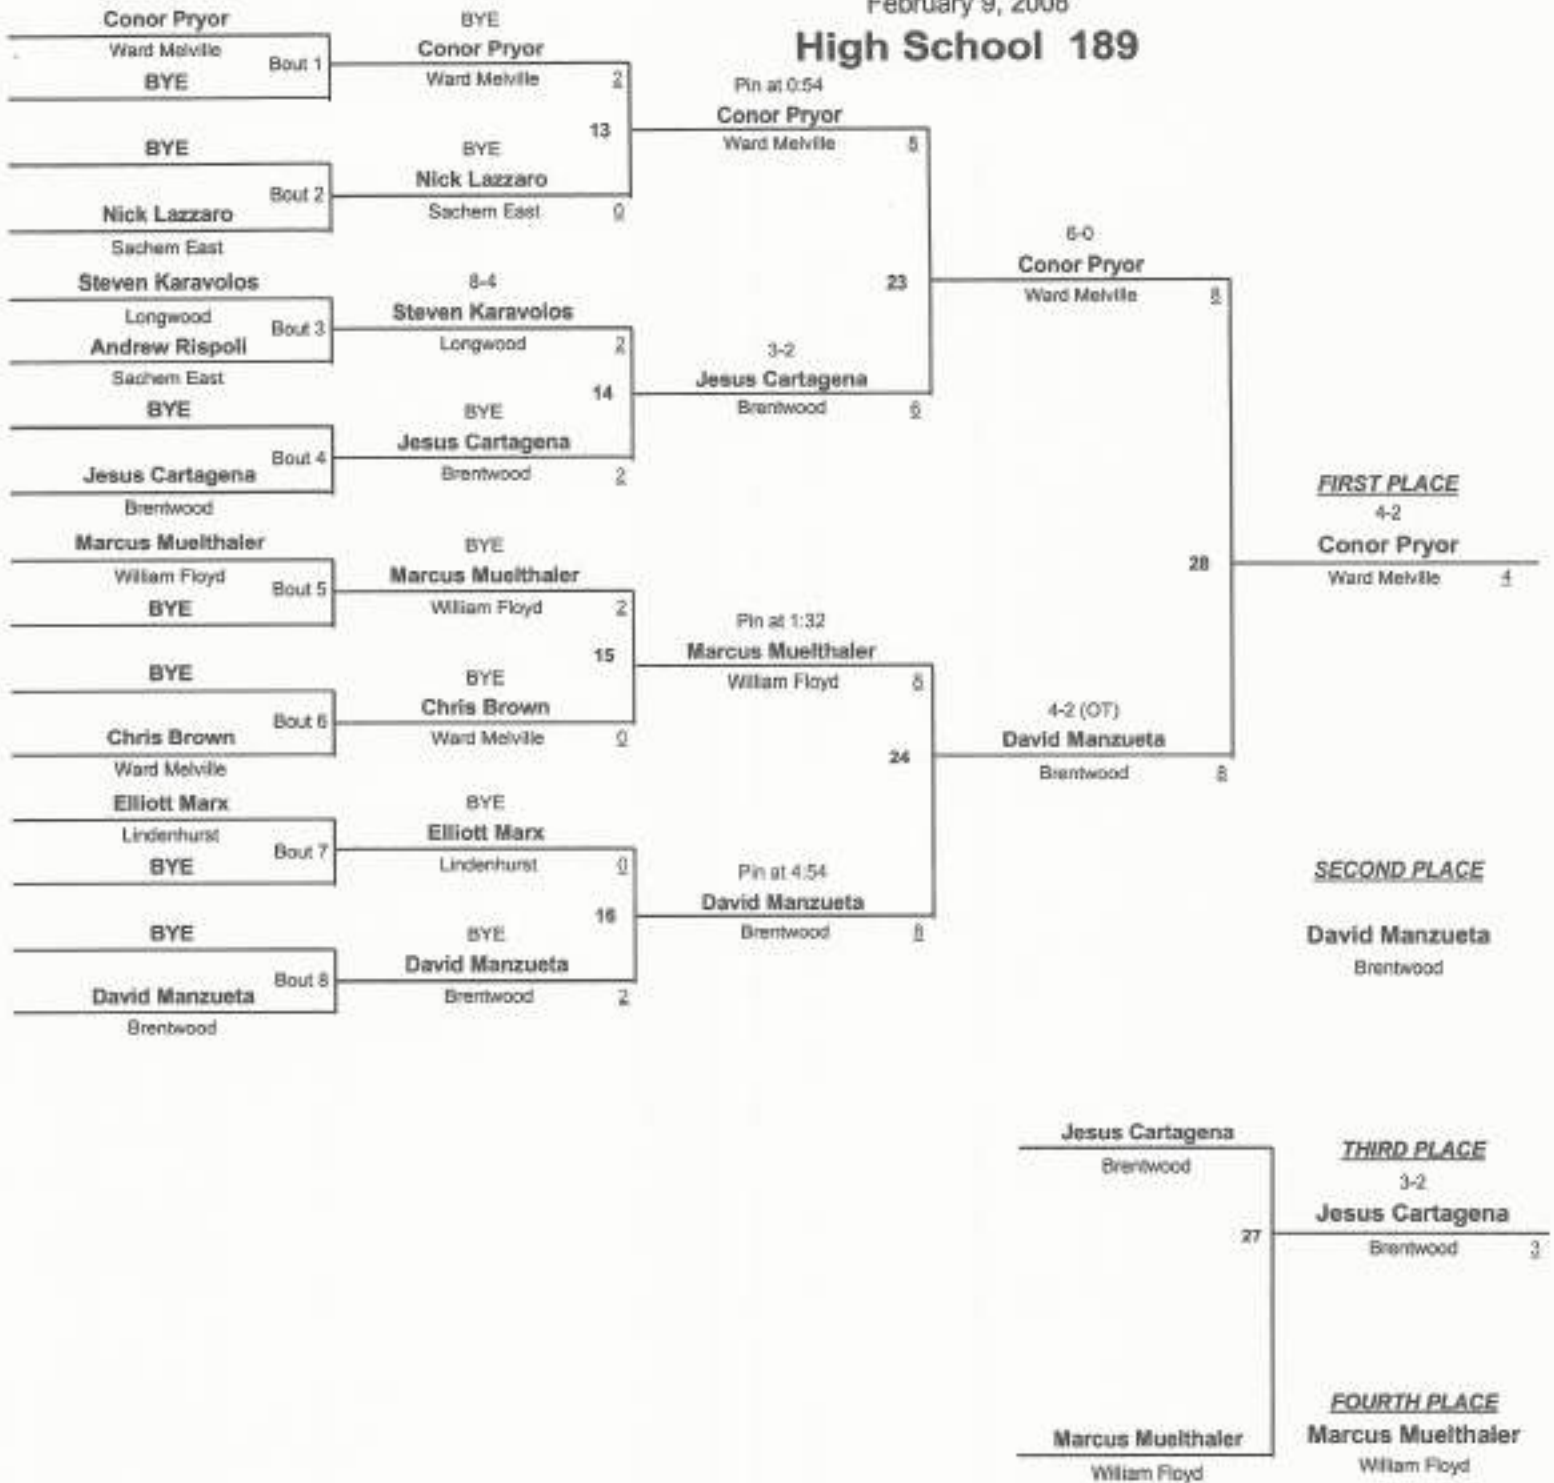 February 9, 2008
High School 189
Conor Pryor
Ward Melville
Bout 1
BYE
BYE
Bout 2
Nick Lazzaro
Sachem East
Steven Karavolos
Longwood
Bout 3
Andrew Rispoli
Sachem East
BYE
Bout 4
Jesus Cartagena
Brentwood
Marcus Muelthaler
William Floyd
Bout 5
BYE
BYE
Bout 6
Chris Brown
Ward Melville
Elliott Marx
Lindenhurst
Bout 7
BYE
BYE
Bout 8
David Manzueta
Brentwood
BYE
Conor Pryor
Ward Melville 2
13
BYE
Nick Lazzaro
Sachem East 0
8-4
Steven Karavolos
Longwood 2
14
BYE
Jesus Cartagena
Brentwood 2
BYE
Marcus Muelthaler
William Floyd 2
15
BYE
Chris Brown
Ward Melville 0
BYE
Elliott Marx
Lindenhurst 0
16
BYE
David Manzueta
Brentwood 2
Pin at 0:54
Conor Pryor
Ward Melville
23
3-2
Jesus Cartagena
Brentwood 6
Pin at 1:32
Marcus Muelthaler
William Floyd
24
Pin at 4:54
David Manzueta
Brentwood
6-0
Conor Pryor
Ward Melville
28
4-2 (OT)
David Manzueta
Brentwood
FIRST PLACE
4-2
Conor Pryor
Ward Melville 4
SECOND PLACE
David Manzueta
Brentwood
Jesus Cartagena
Brentwood
27
Marcus Muelthaler
William Floyd
THIRD PLACE
3-2
Jesus Cartagena
Brentwood 3
FOURTH PLACE
Marcus Muelthaler
William Floyd